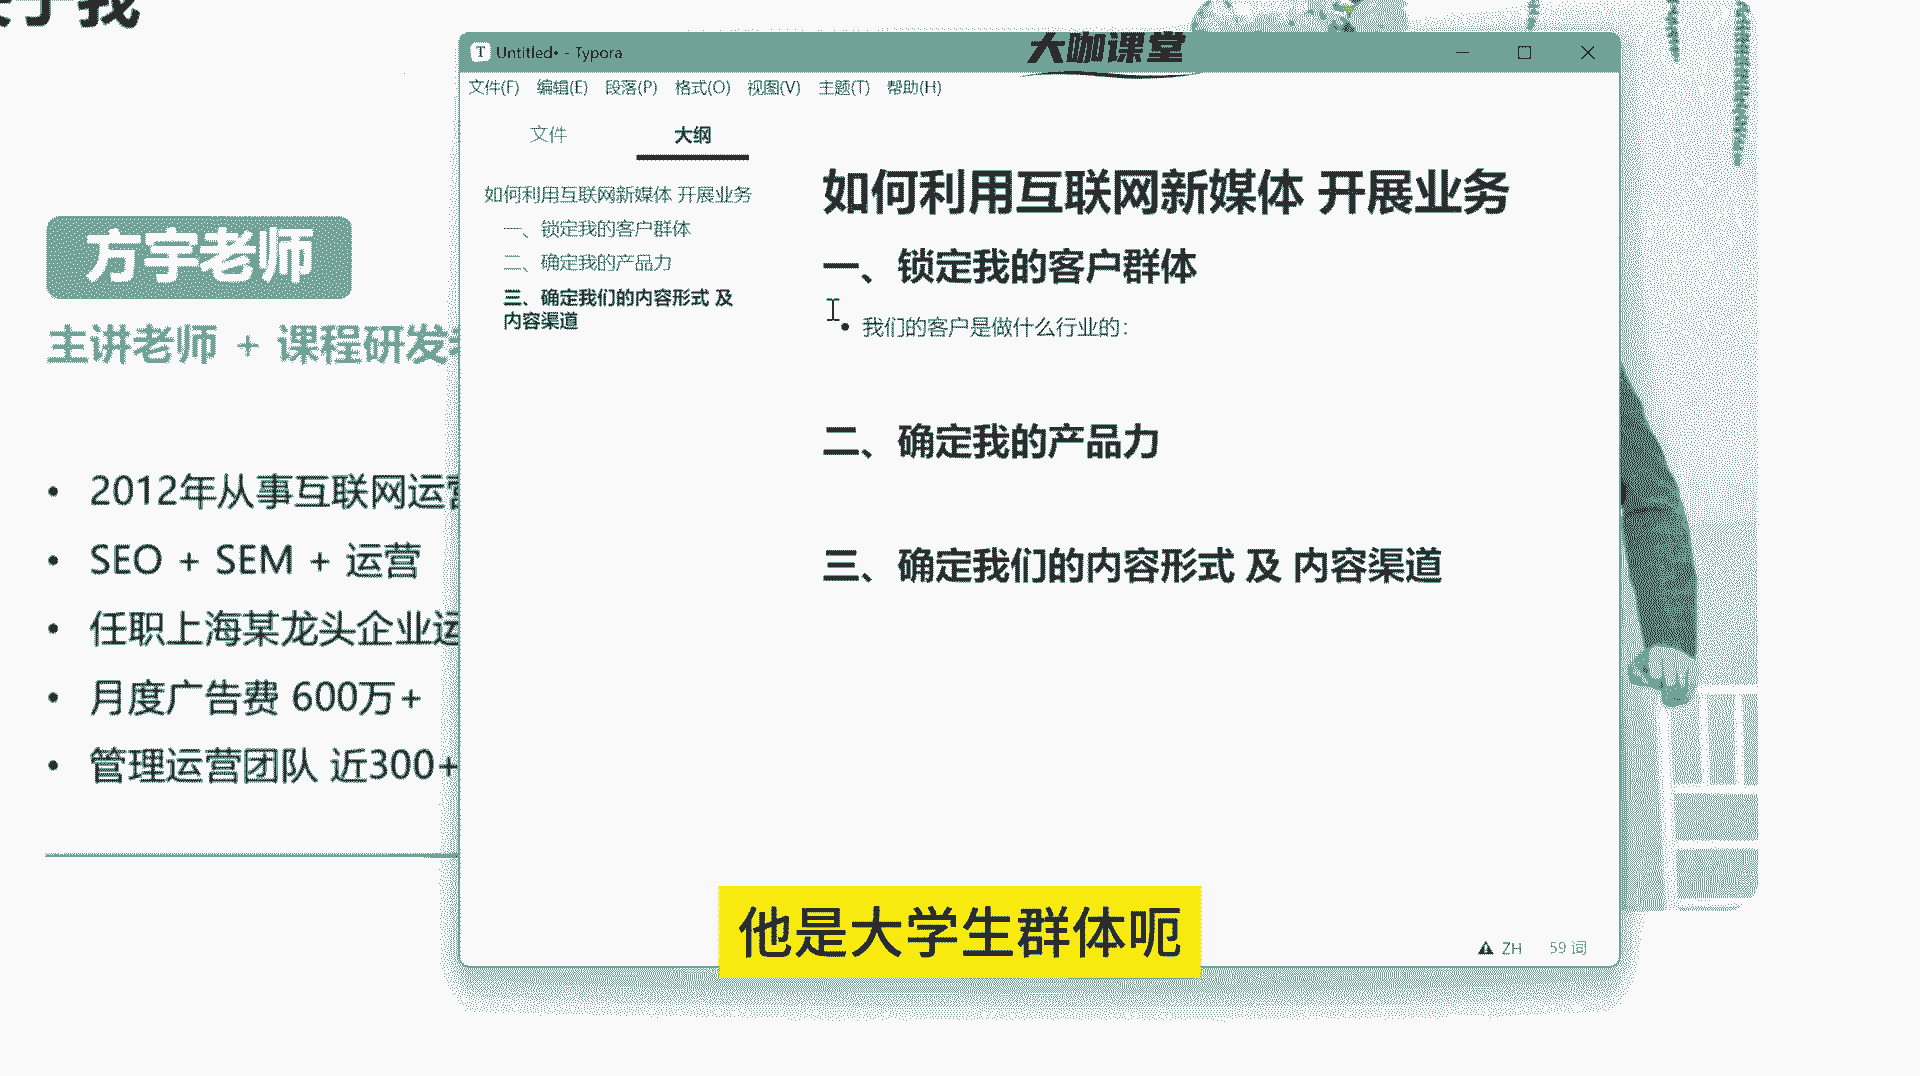 于我
方宇老师
主讲老师 + 课程研发
2012年从事互联网运营
SEO + SEM + 运营
任职上海某龙头企业运
月度广告费 600万+
管理运营团队 近300+
Untitled• - Typora
大咖课堂
文件(F) 编辑(E) 段落(P) 格式(O) 视图(V) 主题(T) 帮助(H)
文件 大纲
如何利用互联网新媒体 开展业务
一、锁定我的客户群体
二、确定我的产品力
三、确定我们的内容形式 及
内容渠道
如何利用互联网新媒体 开展业务
一、锁定我的客户群体
我们的客户是做什么行业的：
二、确定我的产品力
三、确定我们的内容形式 及 内容渠道
他是大学生群体呃
ZH 59 词